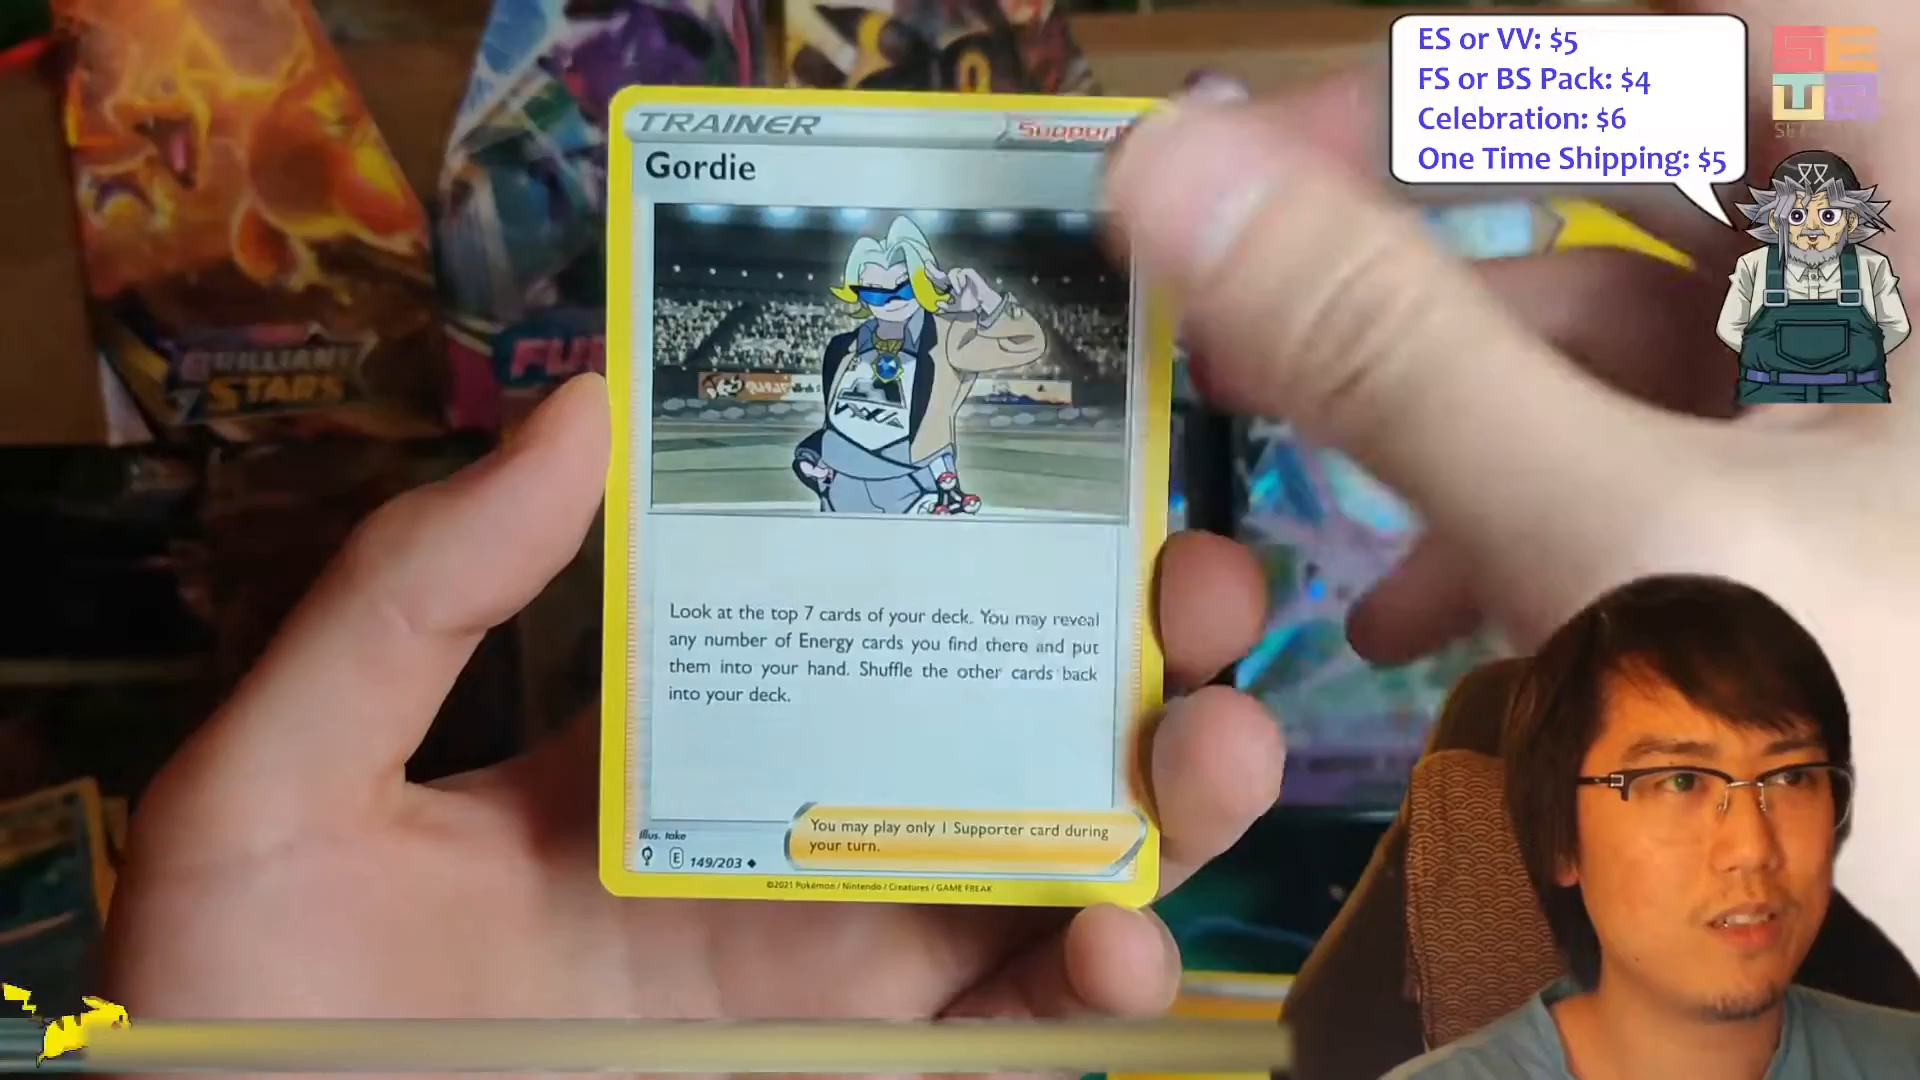 ES or VV: $5
FS or BS Pack: $4
Celebration: $6
One Time Shipping: $5
TRAINER
Gordie
Look at the top 7 cards of your deck. You may reveal
any number of Energy cards you find there and put
them into your hand. Shuffle the other cards back
into your deck.
You may play only 1 Supporter card during
your turn.
Illus. take
E 149/203
©2021 Pokémon / Nintendo / Creatures / GAME FREAK
BRILLIANT
STARS